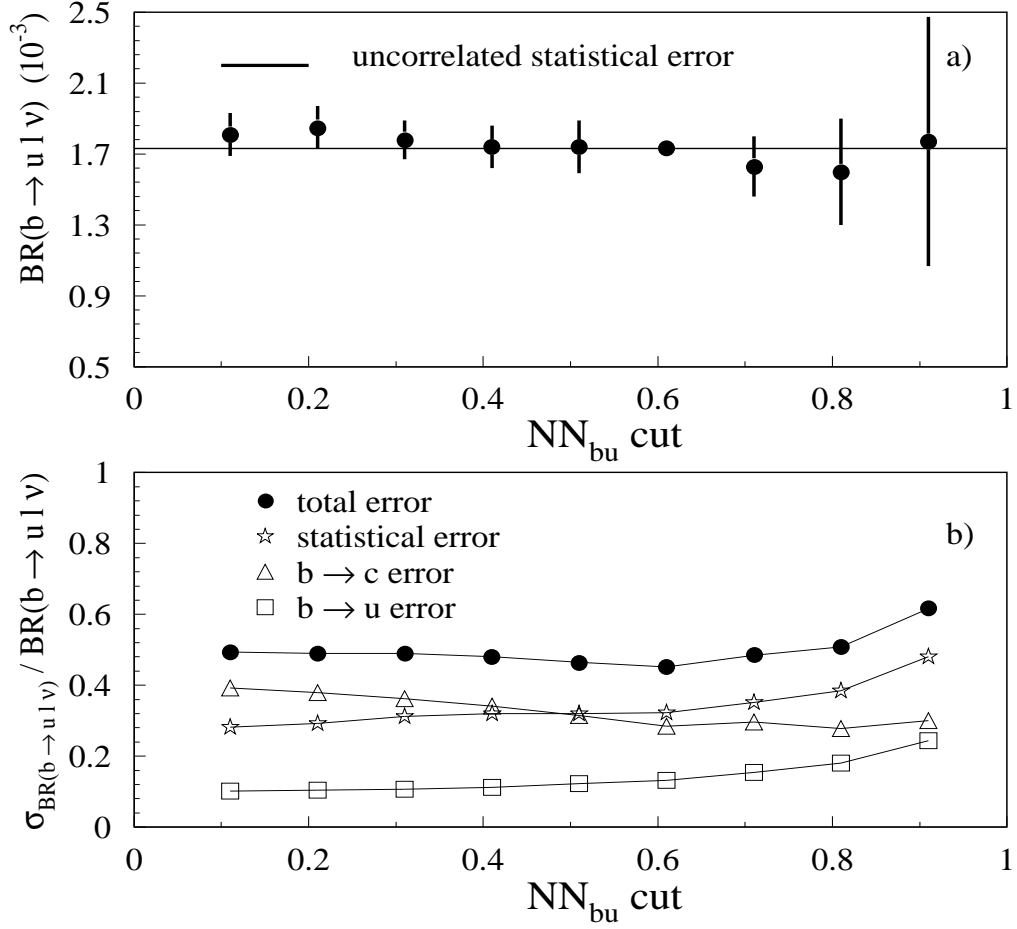 BR(b → u l ν) (10⁻³)
2.5
2.1
1.7
1.3
0.9
0.5
uncorrelated statistical error
a)
0 0.2 0.4 0.6 0.8 1
NN_bu cut
σ_BR(b → u l ν) / BR(b → u l ν)
1
0.8
0.6
0.4
0.2
0
total error
statistical error
b → c error
b → u error
b)
0 0.2 0.4 0.6 0.8 1
NN_bu cut